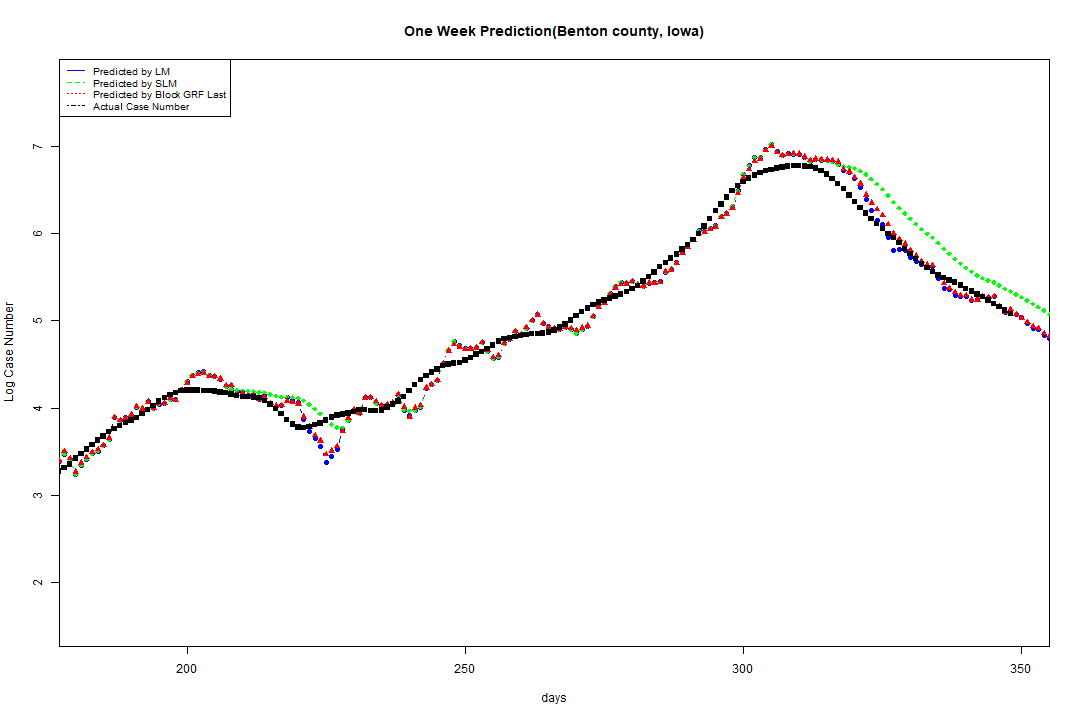 One Week Prediction(Benton county, Iowa)
Predicted by LM
Predicted by SLM
Predicted by Block GRF Last
Actual Case Number
Log Case Number
7
6
5
4
3
2
200 250 300 350
days